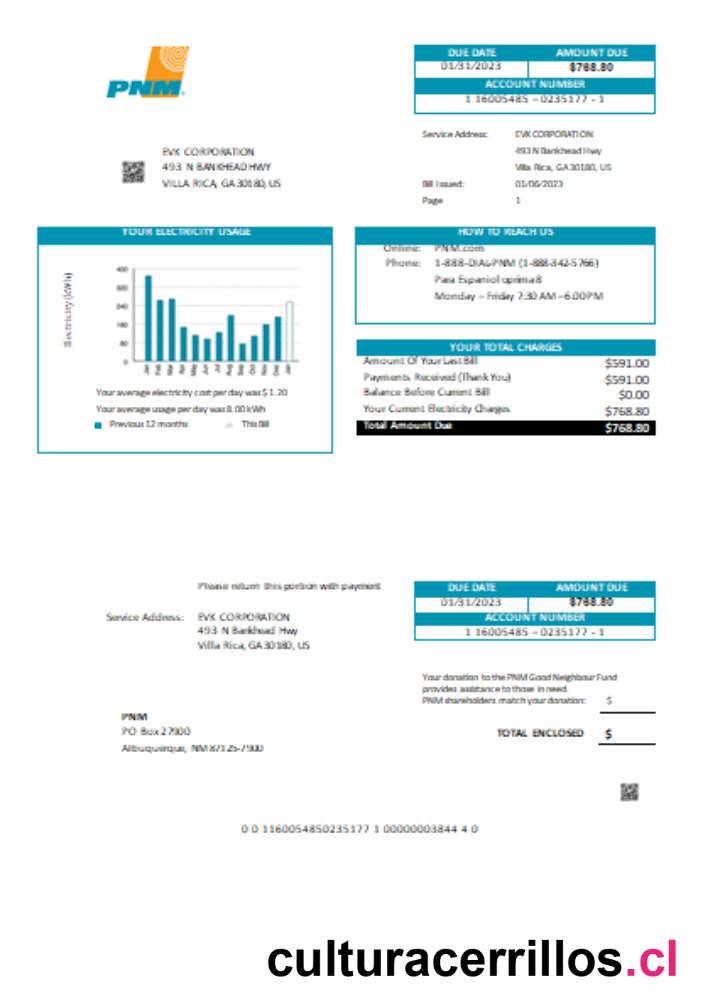 PNM
DUE DATE AMOUNT DUE
01/31/2023 $768.80
ACCOUNT NUMBER
1 16005485 – 0235177 - 1
Service Address: EVK CORPORATION
493 N Bankhead Hwy
Villa Rica, GA 30180, US
Bill Issued: 01/06/2023
Page 1
EVK CORPORATION
493 N BANKHEAD HWY
VILLA RICA, GA 30180, US
YOUR ELECTRICITY USAGE
Electricity (kWh)
400
320
240
160
80
0
Jan Feb Mar Apr May Jun Jul Aug Sep Oct Nov Dec Jan
Your average electricity cost per day was $ 1.20
Your average usage per day was 8.00 kWh
Previous 12 months This Bill
HOW TO REACH US
Online: PNM.com
Phone: 1-888-DIAL-PNM (1-888-342-5766)
Para Espaniol oprima 8
Monday – Friday 7:30 AM – 6:00 PM
YOUR TOTAL CHARGES
Amount Of Your Last Bill $591.00
Payments Received (Thank You) $591.00
Balance Before Current Bill $0.00
Your Current Electricity Charges $768.80
Total Amount Due $768.80
Please return this portion with payment
DUE DATE AMOUNT DUE
01/31/2023 $768.80
ACCOUNT NUMBER
1 16005485 – 0235177 - 1
Service Address: EVK CORPORATION
493 N Bankhead Hwy
Villa Rica, GA 30180, US
Your donation to the PNM Good Neighbour Fund
provides assistance to those in need.
PNM shareholders match your donation: $
TOTAL ENCLOSED $
PNM
PO Box 27900
Albuquerque, NM 87125-7900
0 0 1160054850235177 1 00000003844 4 0
culturacerrillos.cl